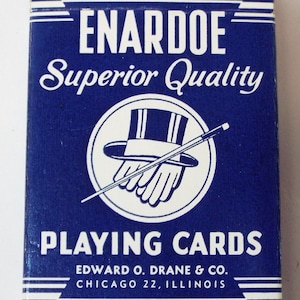 ENARDOE
Superior Quality
PLAYING CARDS
EDWARD O. DRANE & CO.
CHICAGO 22, ILLINOIS